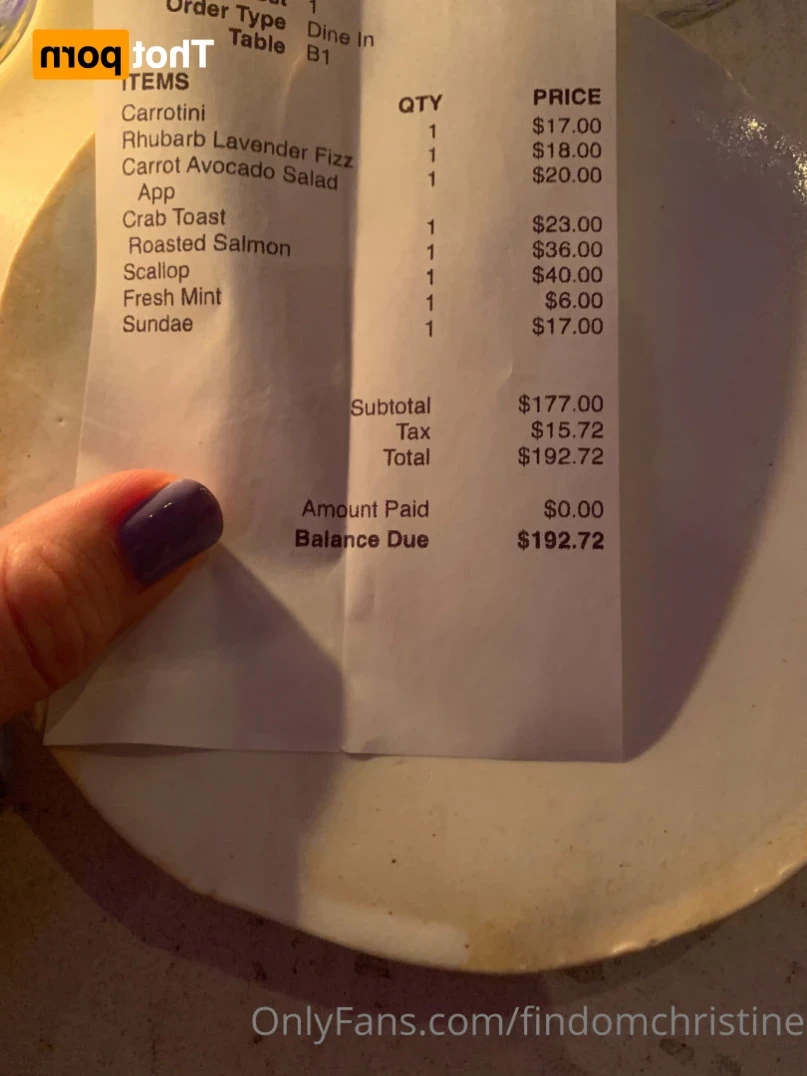 Thot porn
1
Order Type Dine In
Table B1
ITEMS QTY PRICE
Carrotini 1 $17.00
Rhubarb Lavender Fizz 1 $18.00
Carrot Avocado Salad 1 $20.00
App
Crab Toast 1 $23.00
Roasted Salmon 1 $36.00
Scallop 1 $40.00
Fresh Mint 1 $6.00
Sundae 1 $17.00
Subtotal $177.00
Tax $15.72
Total $192.72
Amount Paid $0.00
Balance Due $192.72
OnlyFans.com/findomchristine